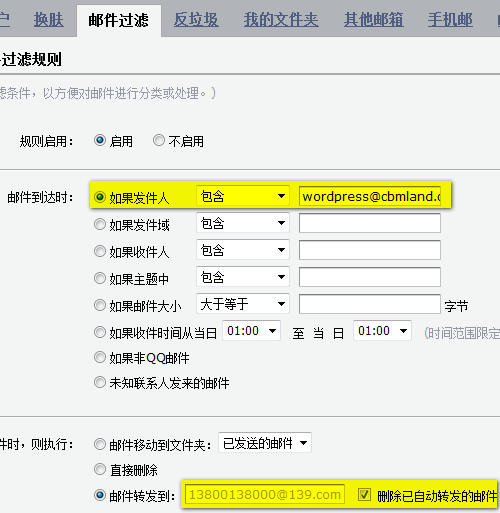 户 换肤 邮件过滤 反垃圾 我的文件夹 其他邮箱 手机邮
过滤规则
滤条件，以方便对邮件进行分类或处理。）
规则启用： 启用 不启用
邮件到达时： 如果发件人 包含 wordpress@cbmland.c
如果发件域 包含
如果收件人 包含
如果主题中 包含
如果邮件大小 大于等于 字节
如果收件时间从当日 01:00 至 当 日 01:00 （时间范围限定
如果非QQ邮件
未知联系人发来的邮件
件时，则执行： 邮件移动到文件夹： 已发送的邮件
直接删除
邮件转发到： 13800138000@139.com 删除已自动转发的邮件